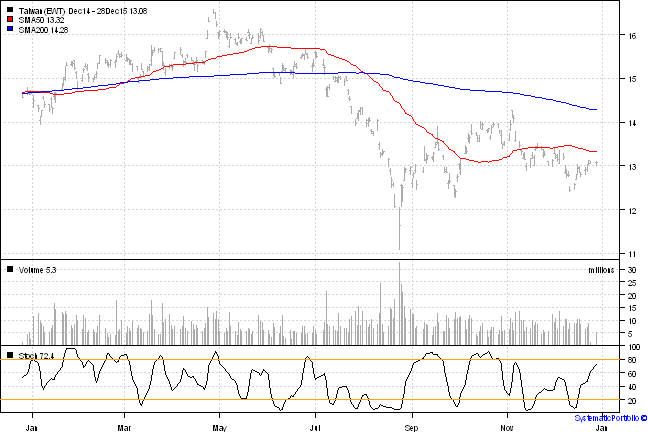 Taiwan (EWT) Dec14 - 28Dec15 13.08
SMA50 13.32
SMA200 14.28
16
15
14
13
12
11
Volume 5.3
millions
30
25
20
15
10
5
Stoch 72.4
100
80
60
40
20
Jan Mar May Jul Sep Nov Jan
SystematicPortfolio ©